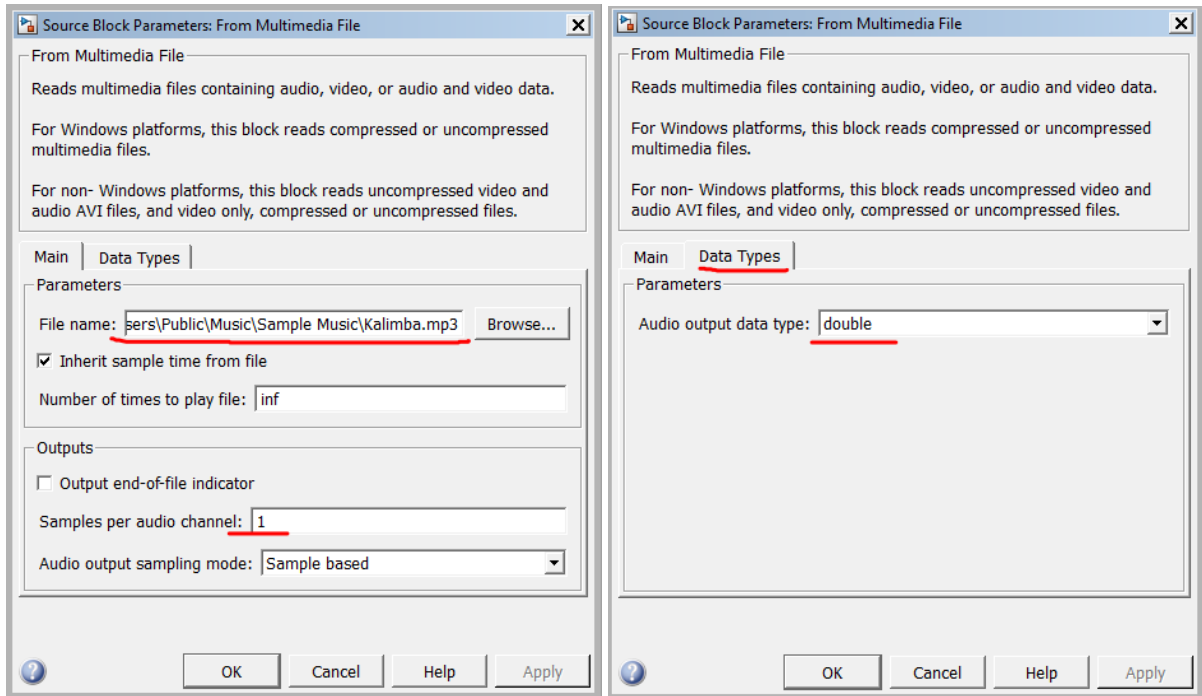 Source Block Parameters: From Multimedia File
From Multimedia File
Reads multimedia files containing audio, video, or audio and video data.
For Windows platforms, this block reads compressed or uncompressed
multimedia files.
For non- Windows platforms, this block reads uncompressed video and
audio AVI files, and video only, compressed or uncompressed files.
Main Data Types
Parameters
File name: sers\Public\Music\Sample Music\Kalimba.mp3 Browse...
Inherit sample time from file
Number of times to play file: inf
Outputs
Output end-of-file indicator
Samples per audio channel: 1
Audio output sampling mode: Sample based
OK Cancel Help Apply
Source Block Parameters: From Multimedia File
From Multimedia File
Reads multimedia files containing audio, video, or audio and video data.
For Windows platforms, this block reads compressed or uncompressed
multimedia files.
For non- Windows platforms, this block reads uncompressed video and
audio AVI files, and video only, compressed or uncompressed files.
Main Data Types
Parameters
Audio output data type: double
OK Cancel Help Apply